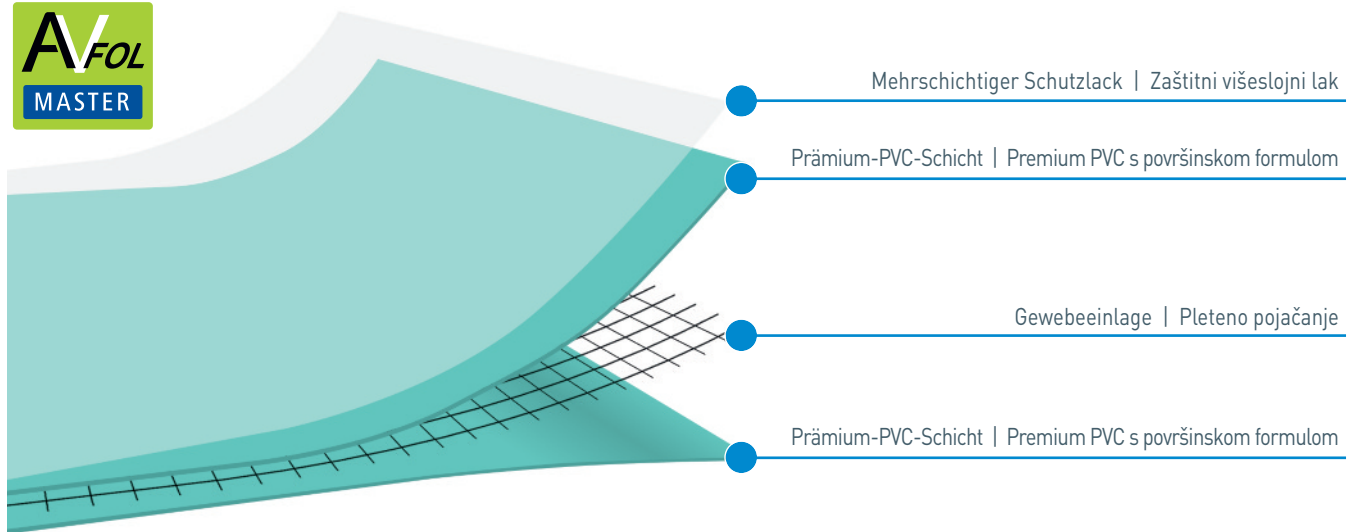 AVFOL
MASTER
Mehrschichtiger Schutzlack | Zaštitni višeslojni lak
Prämium-PVC-Schicht | Premium PVC s površinskom formulom
Gewebeeinlage | Pleteno pojačanje
Prämium-PVC-Schicht | Premium PVC s površinskom formulom